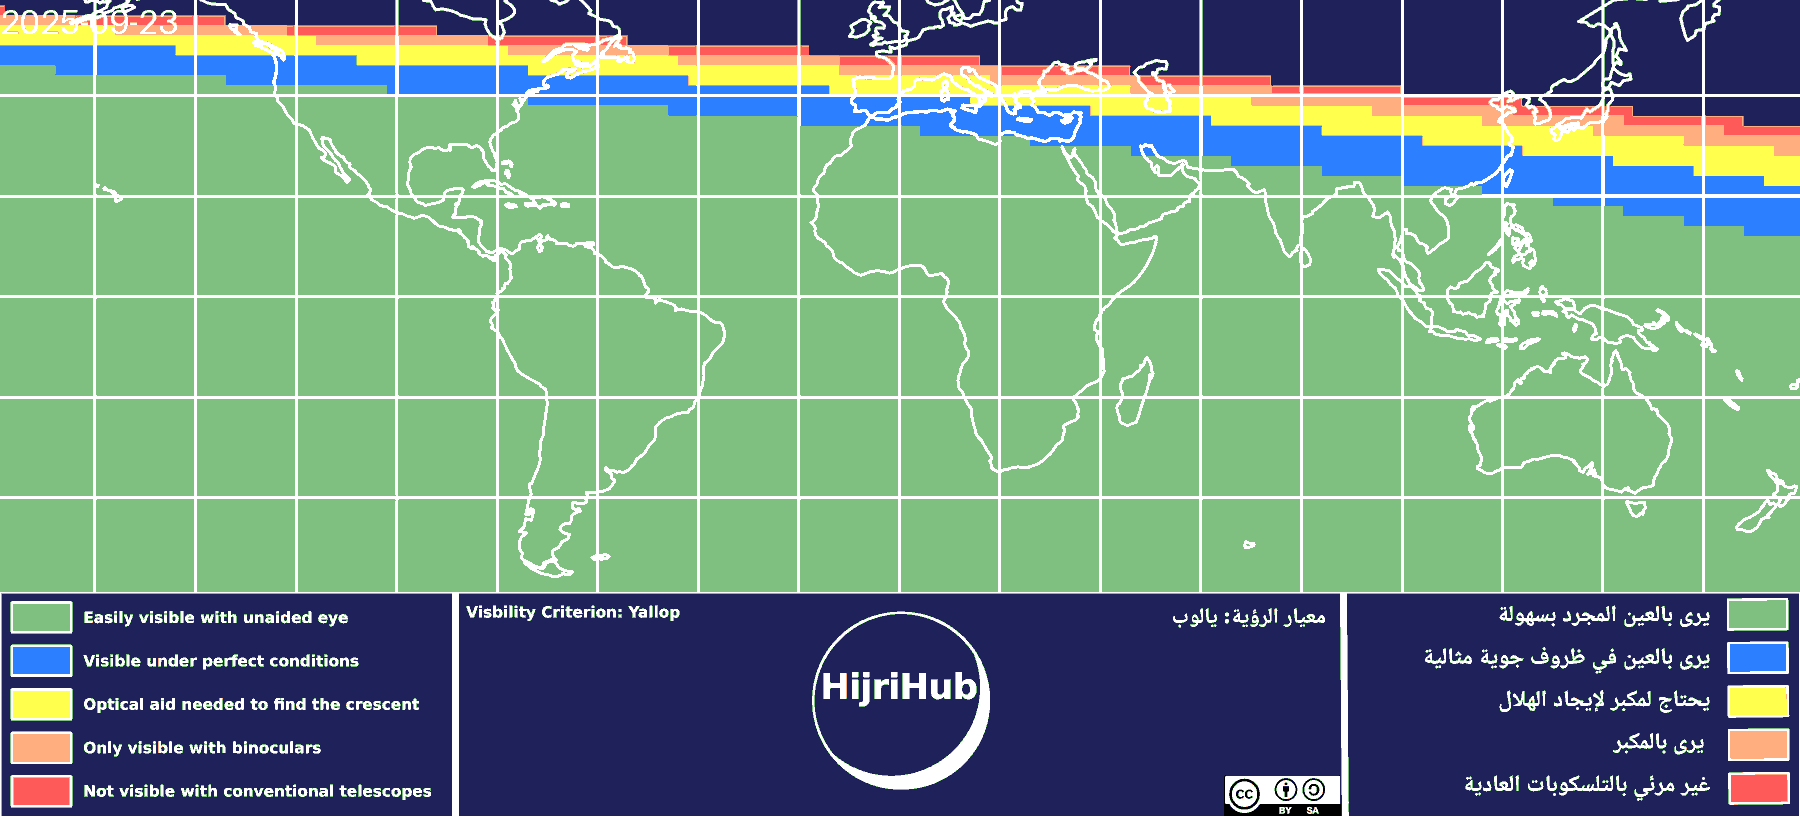 2025-09-23
Easily visible with unaided eye
Visible under perfect conditions
Optical aid needed to find the crescent
Only visible with binoculars
Not visible with conventional telescopes
Visbility Criterion: Yallop
معيار الرؤية: يالوب
HijriHub
cc
BY SA
يرى بالعين المجرد بسهولة
يرى بالعين في ظروف جوية مثالية
يحتاج لمكبر لإيجاد الهلال
يرى بالمكبر
غير مرئي بالتلسكوبات العادية